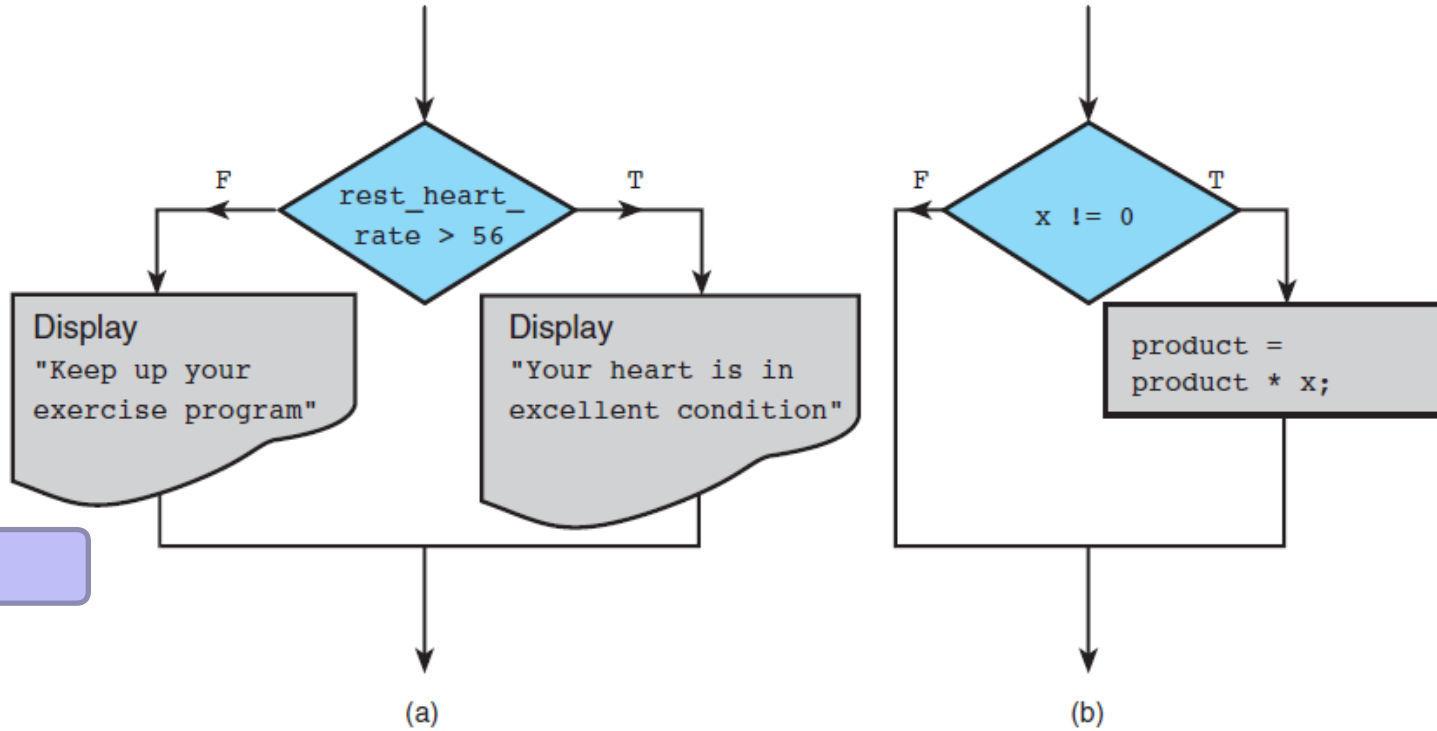 F
rest_heart_
rate > 56
T
Display
"Keep up your
exercise program"
Display
"Your heart is in
excellent condition"
(a)
F
x != 0
T
product =
product * x;
(b)